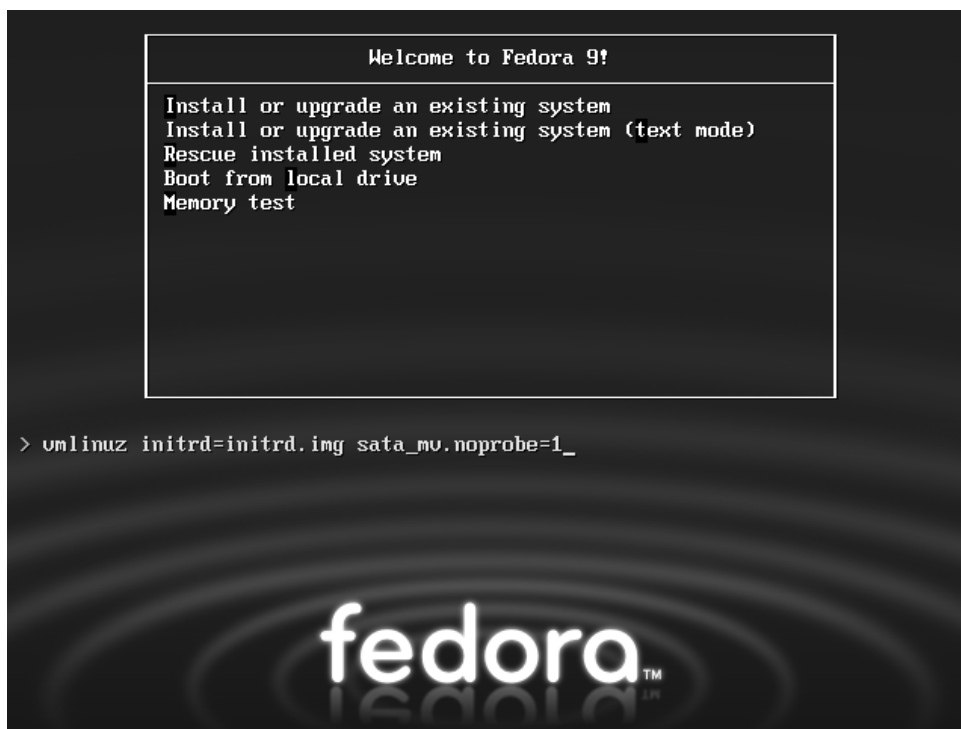 Welcome to Fedora 9!
Install or upgrade an existing system
Install or upgrade an existing system (text mode)
Rescue installed system
Boot from local drive
Memory test
> vmlinuz initrd=initrd.img sata_mv.noprobe=1_
fedora™